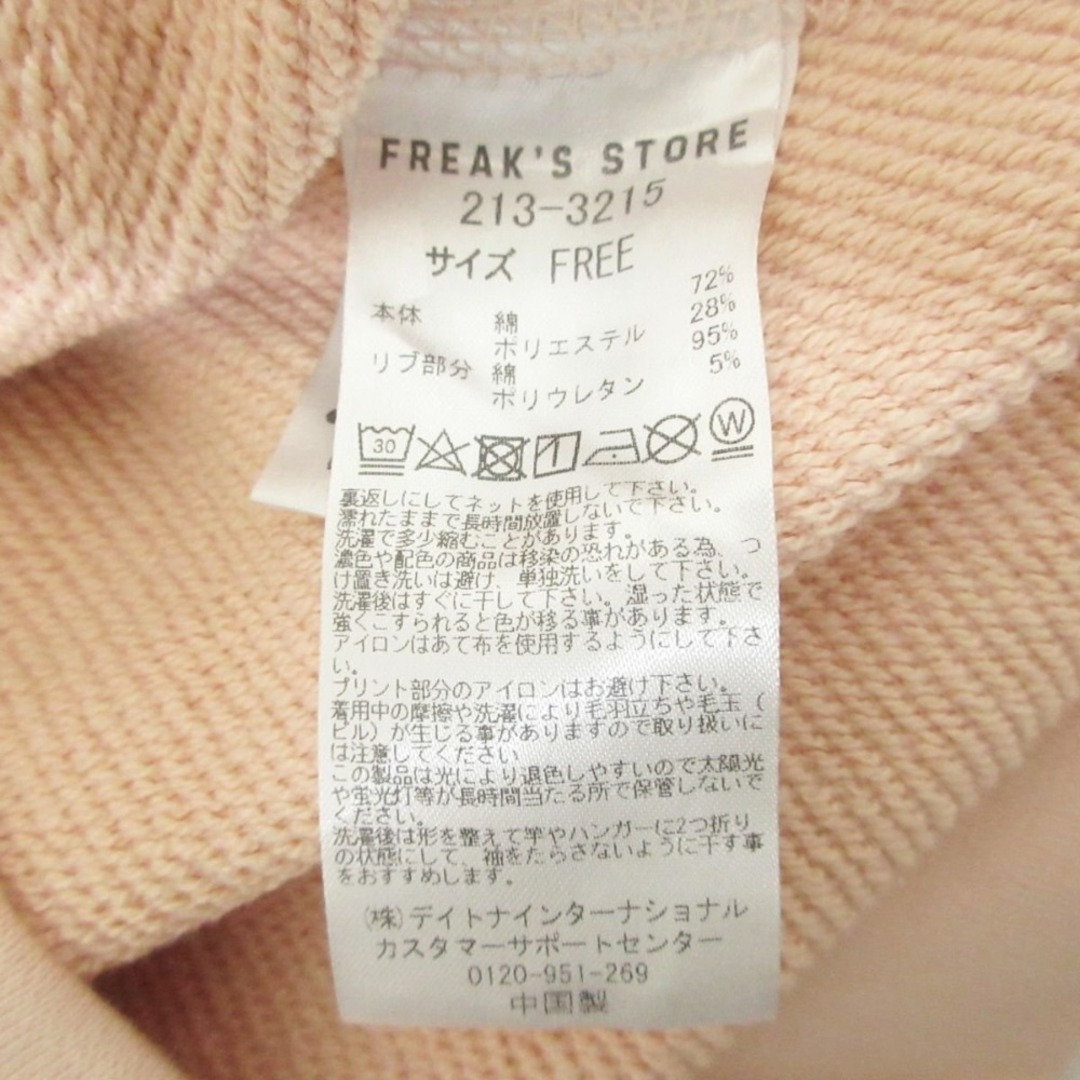 FREAK'S STORE
213-3215
サイズ FREE
本体 綿 72%
ポリエステル 28%
リブ部分 綿 95%
ポリウレタン 5%
30 W
裏返しにしてネットを使用して下さい。
濡れたままで長時間放置しないで下さい。
洗濯で多少縮むことがあります。
濃色や配色の商品は移染の恐れがある為、つ
け置き洗いは避け、単独洗いをして下さい。
洗濯後はすぐに干して下さい。湿った状態で
強くこすられると色が移る事があります。
アイロンはあて布を使用するようにして下さ
い。
プリント部分のアイロンはお避け下さい。
着用中の摩擦や洗濯により毛羽立ちや毛玉（
ピル）が生じる事がありますので取り扱いに
は注意してください
この製品は光により退色しやすいので太陽光
や蛍光灯等が長時間当たる所で保管しないで
ください。
洗濯後は形を整えて竿やハンガーに2つ折り
の状態にして、袖をたらさないように干す事
をおすすめします。
（株）デイトナインターナショナル
カスタマーサポートセンター
0120-951-269
中国製